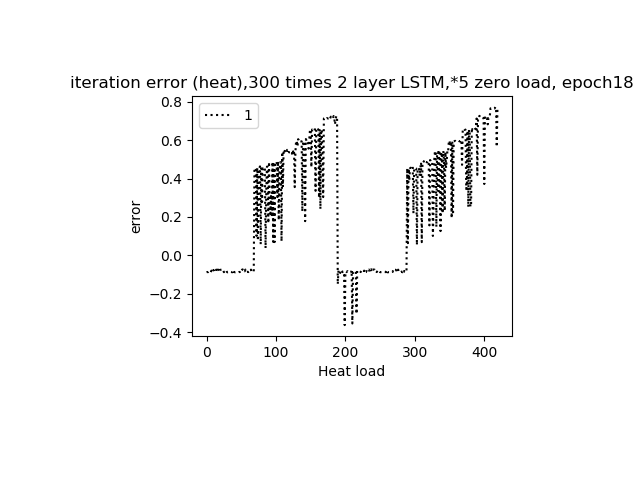 iteration error (heat),300 times 2 layer LSTM,*5 zero load, epoch18
0.8
0.6
0.4
0.2
0.0
−0.2
−0.4
error
1
0 100 200 300 400
Heat load